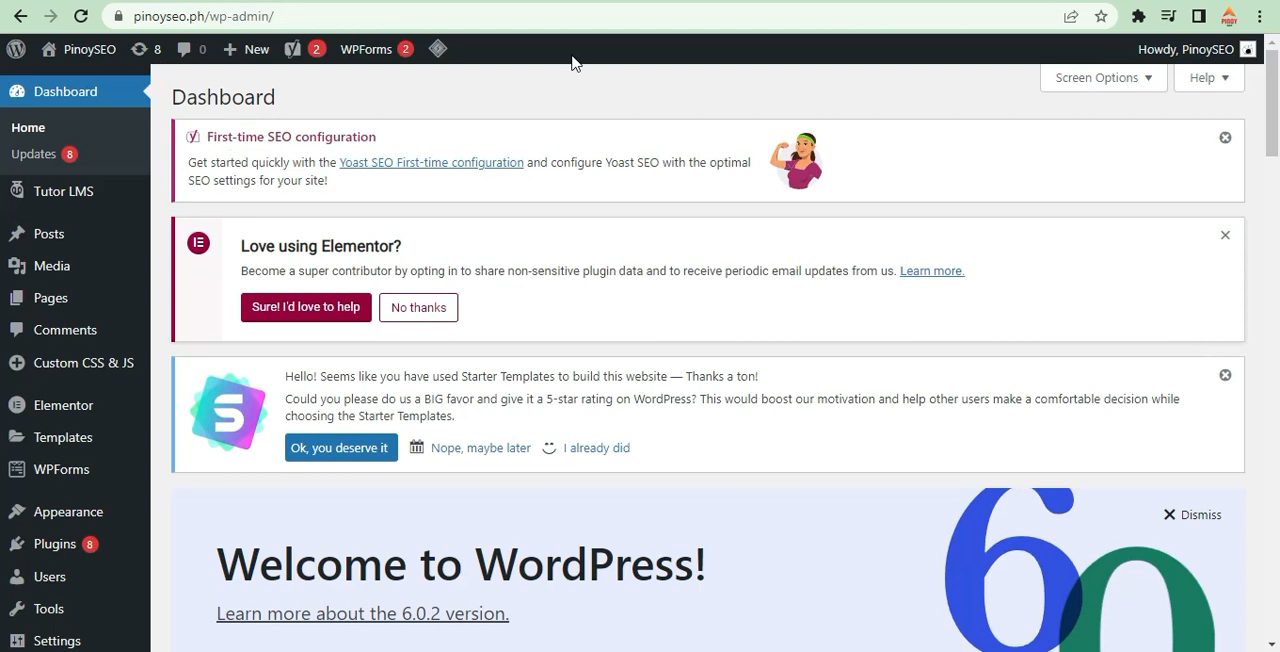 pinoyseo.ph/wp-admin/
PinoySEO 8 0 New 2 WPForms 2 Howdy, PinoySEO
Screen Options Help
Dashboard
Home
Updates 8
Tutor LMS
Posts
Media
Pages
Comments
Custom CSS & JS
Elementor
Templates
WPForms
Appearance
Plugins 8
Users
Tools
Settings
Dashboard
First-time SEO configuration
Get started quickly with the Yoast SEO First-time configuration and configure Yoast SEO with the optimal
SEO settings for your site!
Love using Elementor?
Become a super contributor by opting in to share non-sensitive plugin data and to receive periodic email updates from us. Learn more.
Sure! I'd love to help No thanks
Hello! Seems like you have used Starter Templates to build this website — Thanks a ton!
Could you please do us a BIG favor and give it a 5-star rating on WordPress? This would boost our motivation and help other users make a comfortable decision while
choosing the Starter Templates.
Ok, you deserve it Nope, maybe later I already did
Dismiss
Welcome to WordPress!
Learn more about the 6.0.2 version.
60